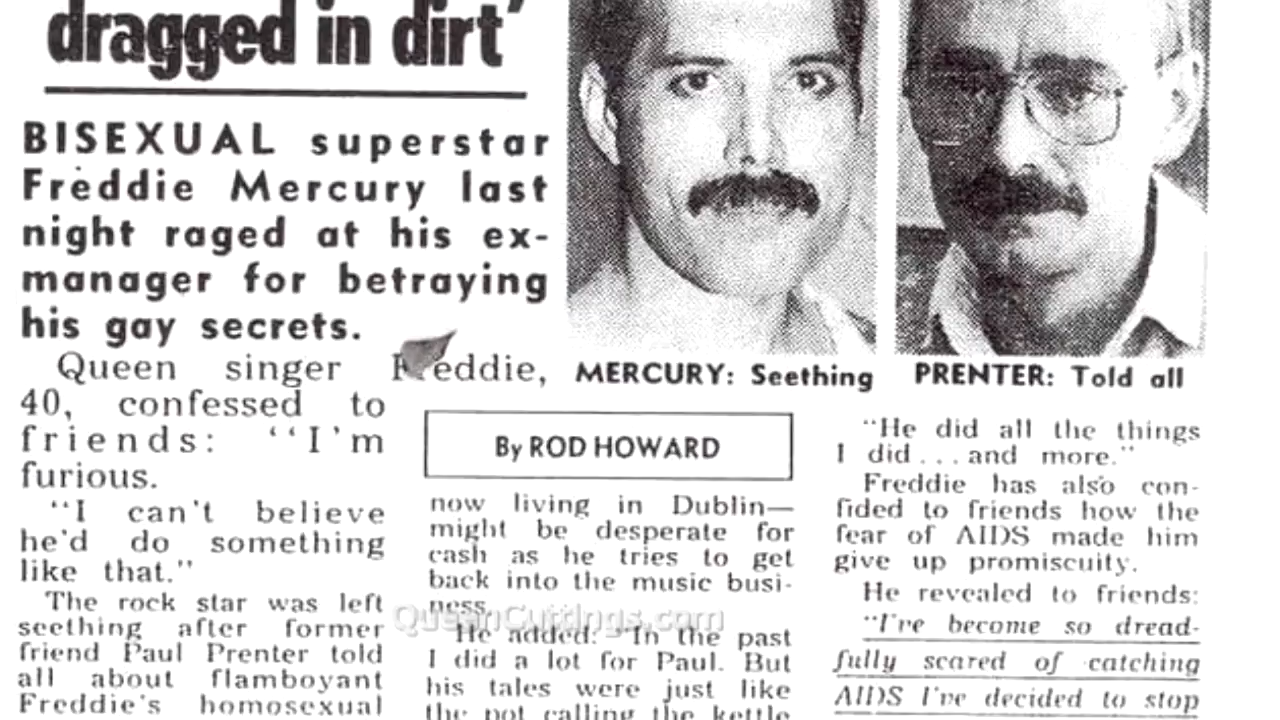 dragged in dirt'
BISEXUAL superstar
Freddie Mercury last
night raged at his ex-
manager for betraying
his gay secrets.
Queen singer Freddie,
40, confessed to
friends: “I'm
furious.
“I can't believe
he'd do something
like that.”
The rock star was left
seething after former
friend Paul Prenter told
all about flamboyant
Freddie's homosexual
MERCURY: Seething
PRENTER: Told all
By ROD HOWARD
now living in Dublin—
might be desperate for
cash as he tries to get
back into the music busi-
ness.
He added: “In the past
I did a lot for Paul. But
his tales were just like
the pot calling the kettle
“He did all the things
I did . . . and more.”
Freddie has also con-
fided to friends how the
fear of AIDS made him
give up promiscuity.
He revealed to friends:
“I've become so dread-
fully scared of catching
AIDS I've decided to stop
QueenCuttings.com